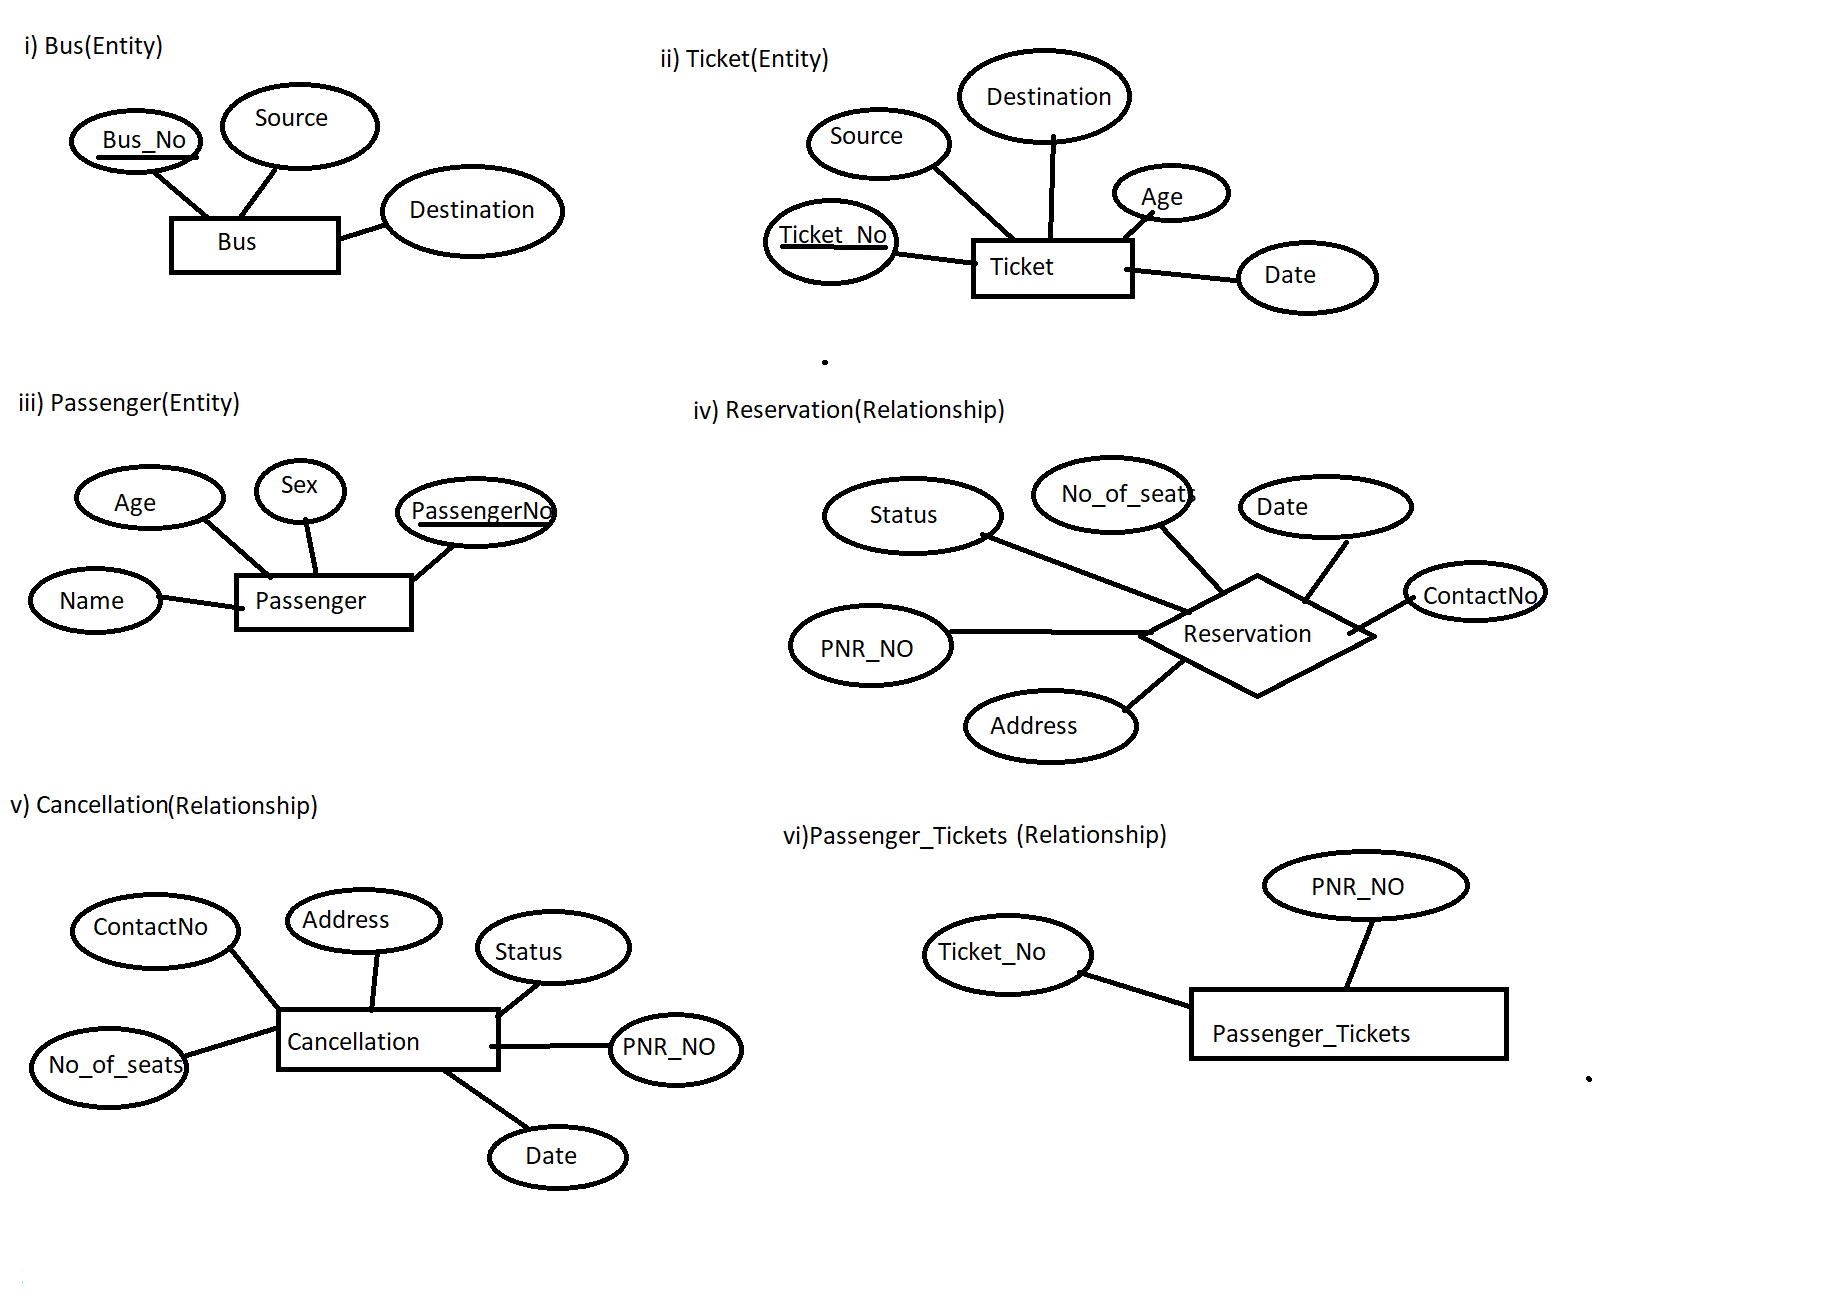 i) Bus(Entity)
Bus_No
Source
Destination
Bus
ii) Ticket(Entity)
Destination
Source
Age
Ticket_No
Ticket
Date
iii) Passenger(Entity)
Age
Sex
PassengerNo
Name
Passenger
iv) Reservation(Relationship)
Status
No_of_seats
Date
ContactNo
PNR_NO
Reservation
Address
v) Cancellation(Relationship)
ContactNo
Address
Status
No_of_seats
Cancellation
PNR_NO
Date
vi)Passenger_Tickets (Relationship)
PNR_NO
Ticket_No
Passenger_Tickets